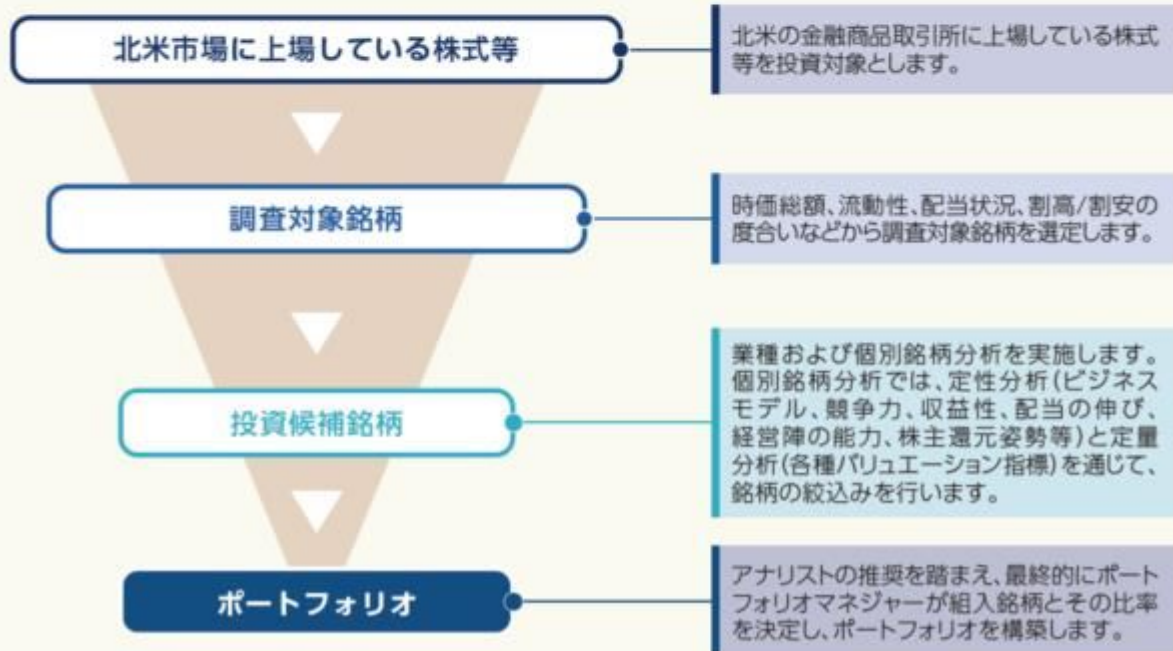 北米市場に上場している株式等
北米の金融商品取引所に上場している株式
等を投資対象とします。
調査対象銘柄
時価総額、流動性、配当状況、割高/割安の
度合いなどから調査対象銘柄を選定します。
投資候補銘柄
業種および個別銘柄分析を実施します。
個別銘柄分析では、定性分析(ビジネス
モデル、競争力、収益性、配当の伸び、
経営陣の能力、株主還元姿勢等)と定量
分析(各種バリュエーション指標)を通じて、
銘柄の絞込みを行います。
ポートフォリオ
アナリストの推奨を踏まえ、最終的にポート
フォリオマネジャーが組入銘柄とその比率
を決定し、ポートフォリオを構築します。